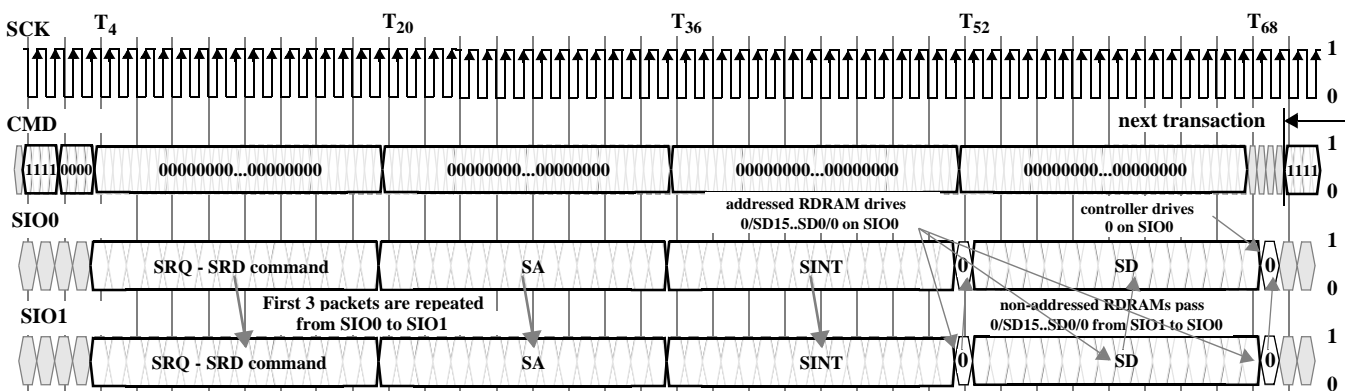 SCK T4 T20 T36 T52 T68
1
0
next transaction
CMD
1
1111 0000 00000000...00000000 00000000...00000000 00000000...00000000 00000000...00000000 1111
0
addressed RDRAM drives
0/SD15..SD0/0 on SIO0
controller drives
0 on SIO0
SIO0
1
SRQ - SRD command SA SINT 0 SD 0
0
First 3 packets are repeated
from SIO0 to SIO1
non-addressed RDRAMs pass
0/SD15..SD0/0 from SIO1 to SIO0
SIO1
1
SRQ - SRD command SA SINT 0 SD 0
0